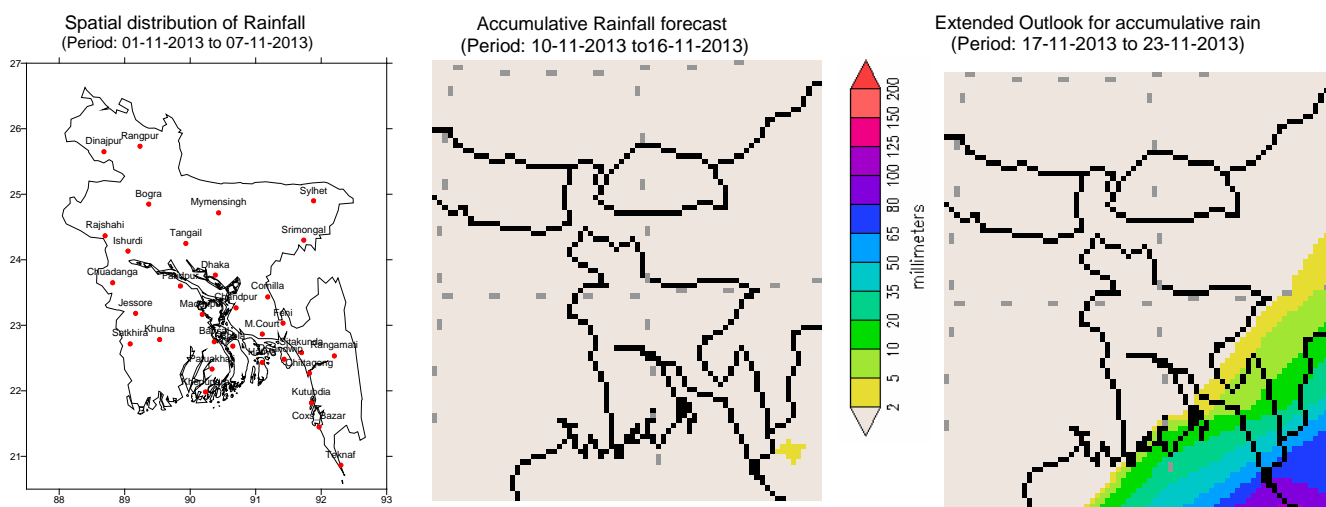 Spatial distribution of Rainfall
(Period: 01-11-2013 to 07-11-2013)
27
26
25
24
23
22
21
88
89
90
91
92
93
Dinajpur
Rangpur
Bogra
Mymensingh
Sylhet
Rajshahi
Ishurdi
Tangail
Srimongal
Chuadanga
Dhaka
Comilla
Jessore
Chandpur
Feni
Satkhira
Khulna
M.Court
Sitakunda
Rangamati
Chittagong
Patuakhali
Kutubdia
Coxs Bazar
Teknaf
Accumulative Rainfall forecast
(Period: 10-11-2013 to16-11-2013)
200
150
125
100
80
65
50
35
20
10
5
2
millimeters
Extended Outlook for accumulative rain
(Period: 17-11-2013 to 23-11-2013)